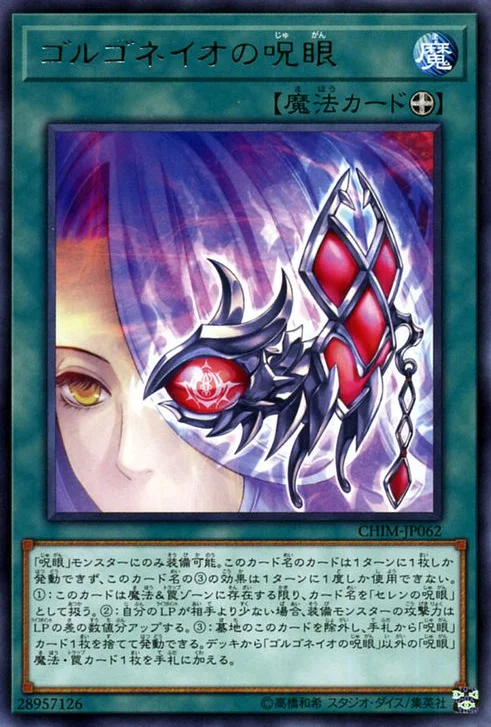 ゴルゴネイオの呪眼
じゅ がん
魔
【魔法カード】
ま ほう
CHIM-JP062
「呪眼」モンスターにのみ装備可能。このカード名のカードは1ターンに1枚しか
発動できず、このカード名の③の効果は1ターンに1度しか使用できない。
①:このカードは魔法&罠ゾーンに存在する限り、カード名を「セレンの呪眼」
として扱う。②:自分のLPが相手より少ない場合、装備モンスターの攻撃力は
LPの差の数値分アップする。③:墓地のこのカードを除外し、手札から「呪眼」
カード1枚を捨てて発動できる。デッキから「ゴルゴネイオの呪眼」以外の「呪眼」
魔法・罠カード1枚を手札に加える。
28957126
©高橋和希 スタジオ・ダイス/集英社